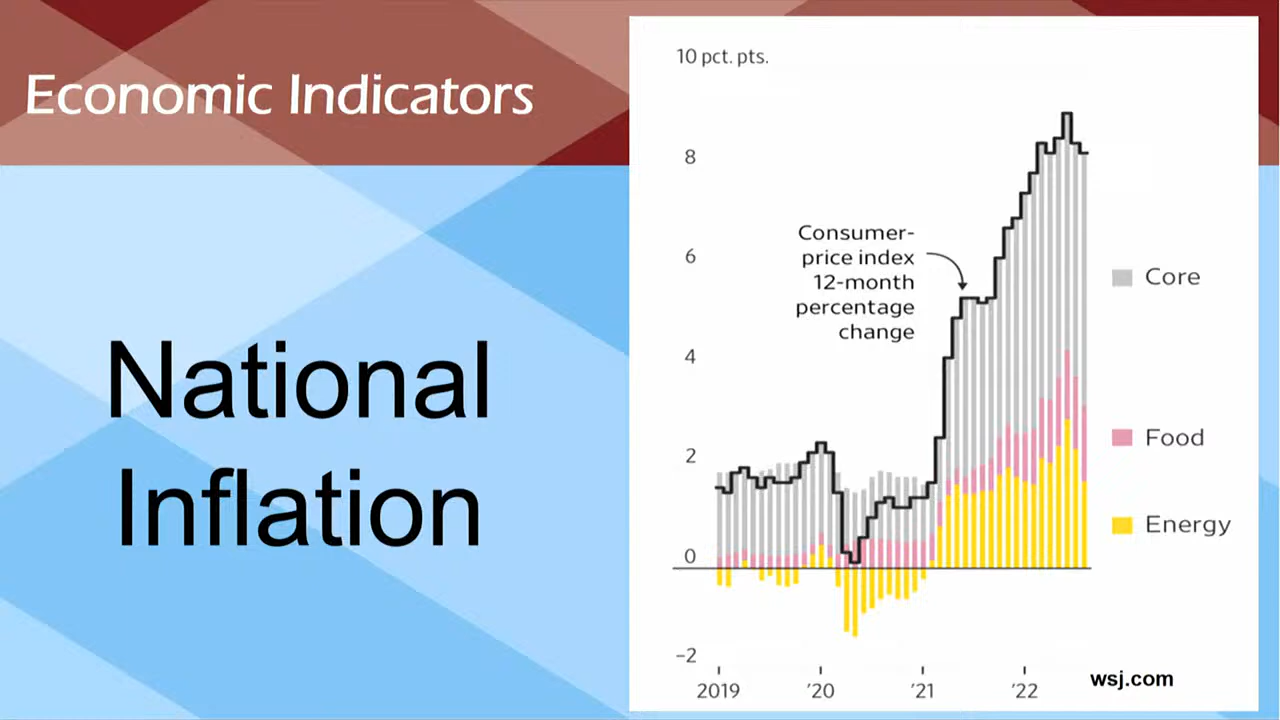 Economic Indicators
National
Inflation
10 pct. pts.
8
6
4
2
0
−2
Consumer-
price index
12-month
percentage
change
Core
Food
Energy
2019 ’20 ’21 ’22
wsj.com